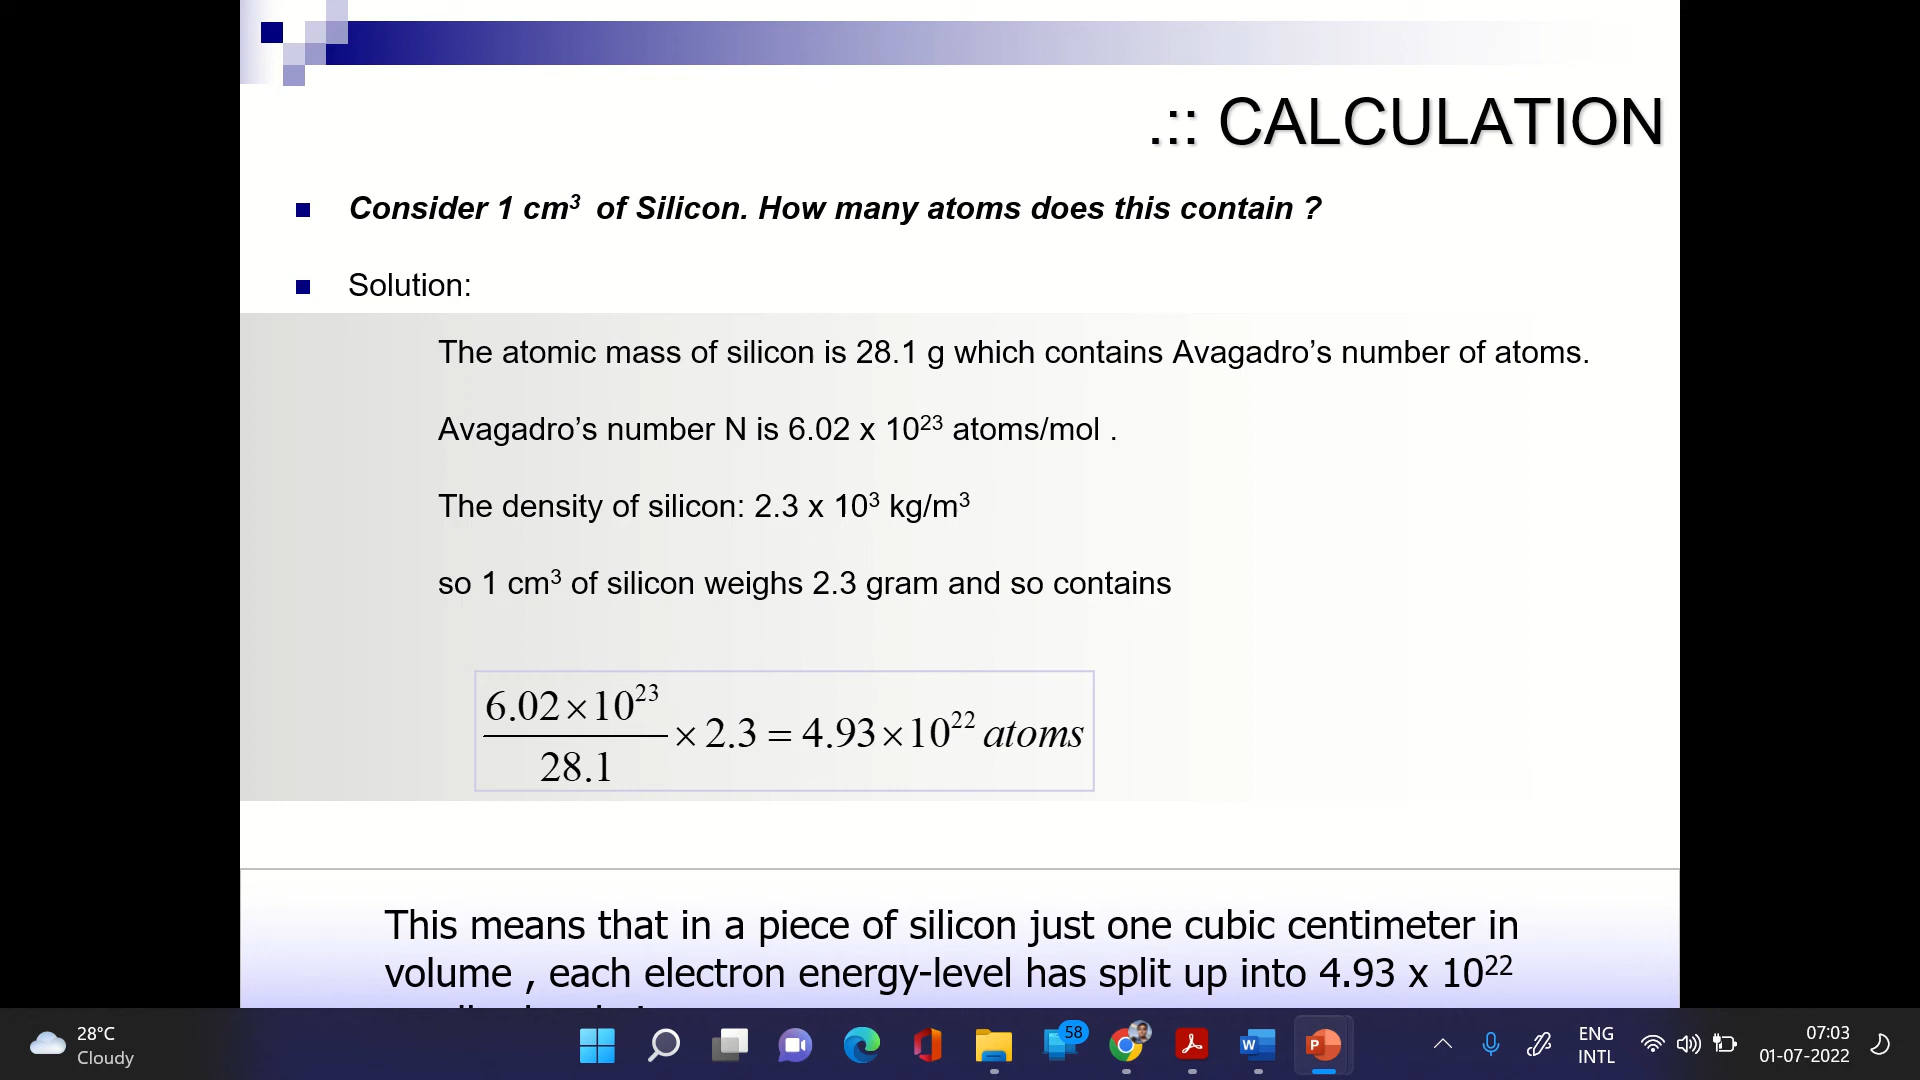 .:: CALCULATION
Consider 1 cm³ of Silicon. How many atoms does this contain ?
Solution:
The atomic mass of silicon is 28.1 g which contains Avagadro’s number of atoms.
Avagadro’s number N is 6.02 x 10²³ atoms/mol .
The density of silicon: 2.3 x 10³ kg/m³
so 1 cm³ of silicon weighs 2.3 gram and so contains
6.02×10²³
28.1
× 2.3 = 4.93×10²² atoms
This means that in a piece of silicon just one cubic centimeter in
volume , each electron energy-level has split up into 4.93 x 10²²
28°C
Cloudy
58
ENG
INTL
07:03
01-07-2022